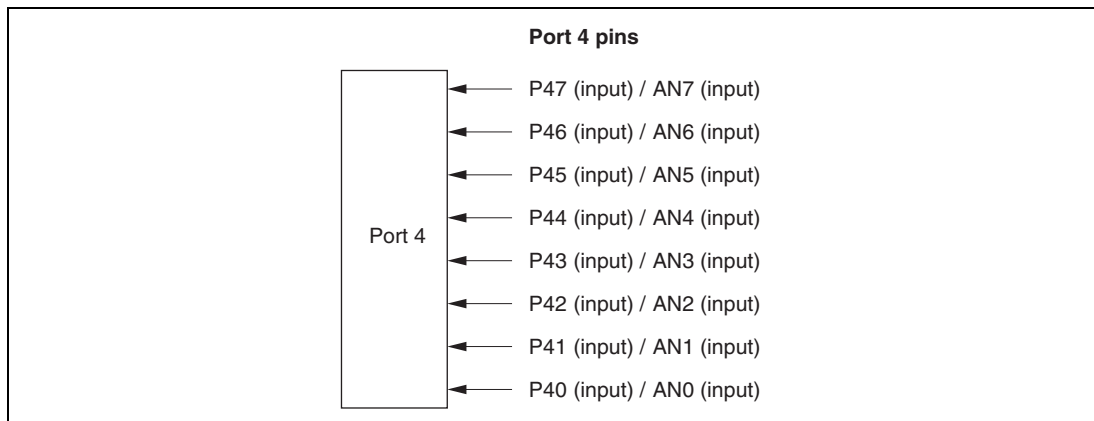 Port 4 pins
P47 (input) / AN7 (input)
P46 (input) / AN6 (input)
P45 (input) / AN5 (input)
P44 (input) / AN4 (input)
Port 4
P43 (input) / AN3 (input)
P42 (input) / AN2 (input)
P41 (input) / AN1 (input)
P40 (input) / AN0 (input)